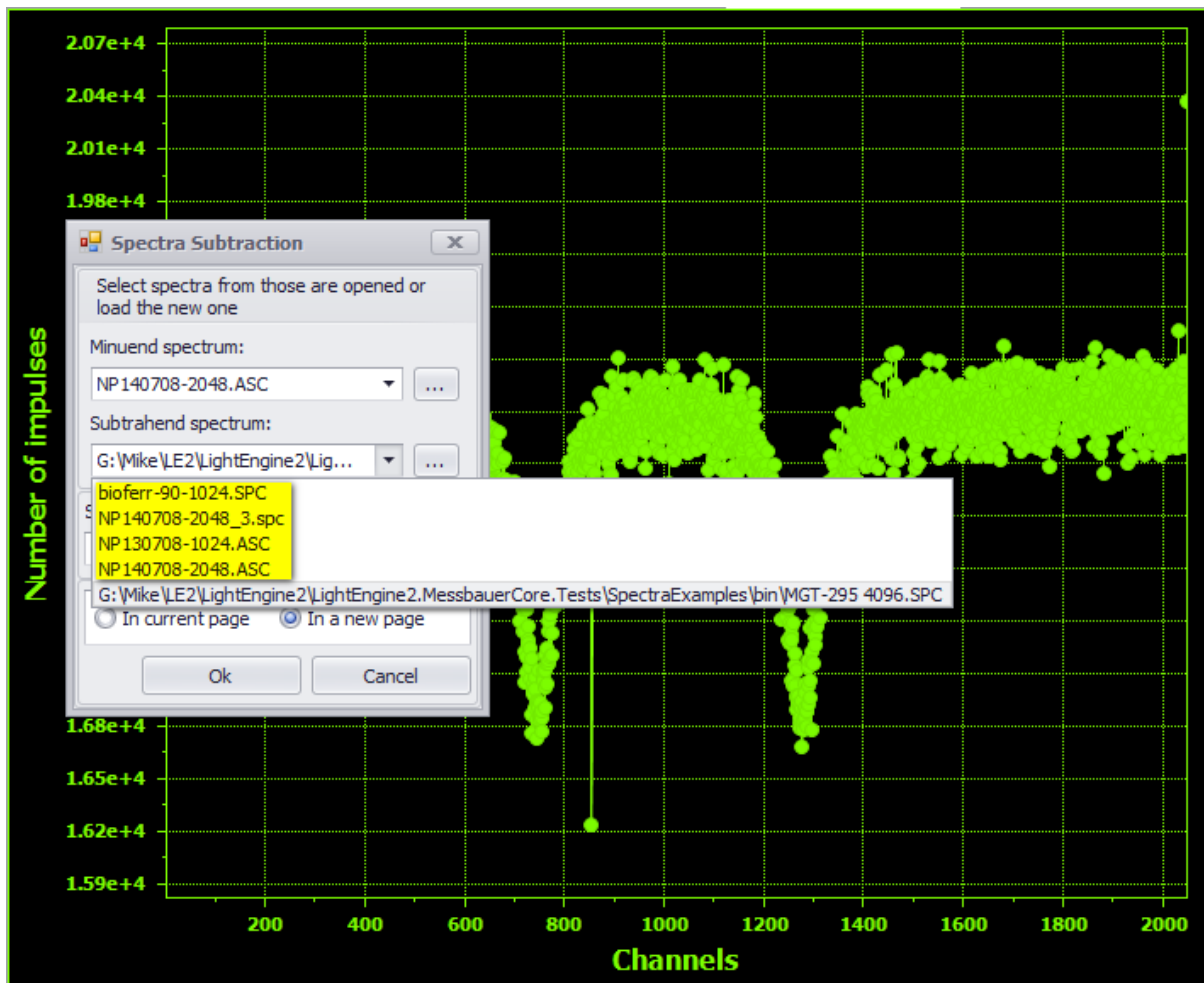 2.07e+4
2.04e+4
2.01e+4
1.98e+4
Spectra Subtraction
Select spectra from those are opened or
load the new one
Minuend spectrum:
NP140708-2048.ASC
...
Subtrahend spectrum:
G:\Mike\LE2\LightEngine2\Lig...
...
bioferr-90-1024.SPC
NP140708-2048_3.spc
NP130708-1024.ASC
NP140708-2048.ASC
G:\Mike\LE2\LightEngine2\LightEngine2.MessbauerCore.Tests\SpectraExamples\bin\MGT-295 4096.SPC
In current page
In a new page
Ok
Cancel
1.68e+4
1.65e+4
1.62e+4
1.59e+4
200 400 600 800 1000 1200 1400 1600 1800 2000
Channels
Number of impulses